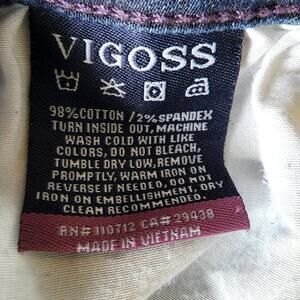 VIGOSS
98% COTTON / 2% SPANDEX
TURN INSIDE OUT, MACHINE
WASH COLD WITH LIKE
COLORS, DO NOT BLEACH,
TUMBLE DRY LOW, REMOVE
PROMPTLY, WARM IRON ON
REVERSE IF NEEDED, DO NOT
IRON ON EMBELLISHMENT, DRY
CLEAN RECOMMENDED.
RN# 110712 CA# 29438
MADE IN VIETNAM